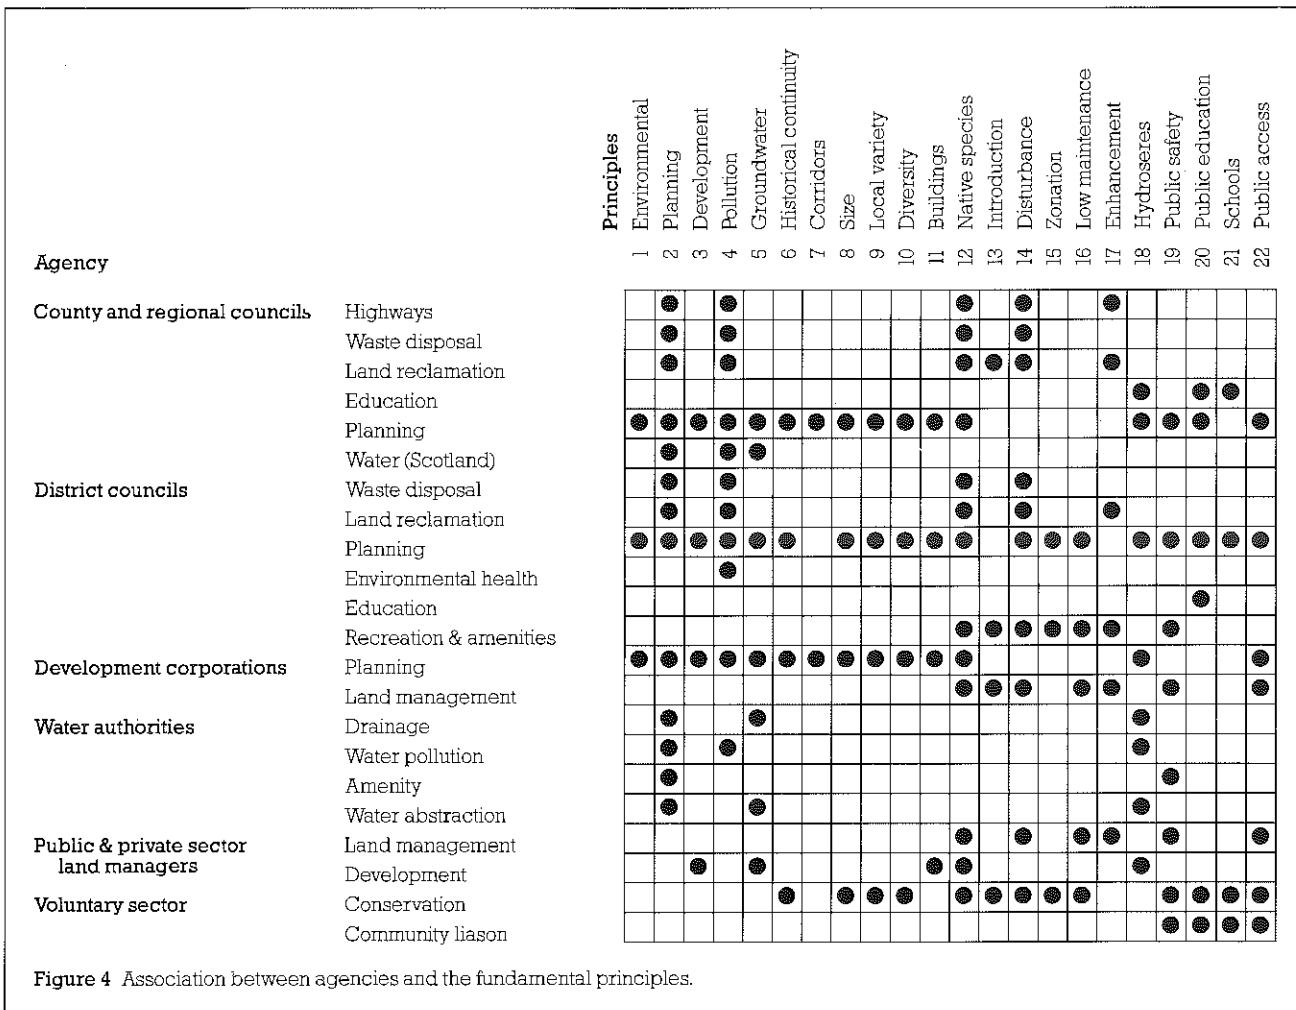 Principles
Environmental
Planning
Development
Pollution
Groundwater
Historical continuity
Corridors
Size
Local variety
Diversity
Buildings
Native species
Introduction
Disturbance
Zonation
Low maintenance
Enhancement
Hydroseres
Public safety
Public education
Schools
Public access
Agency 1 2 3 4 5 6 7 8 9 10 11 12 13 14 15 16 17 18 19 20 21 22
County and regional councils Highways
Waste disposal
Land reclamation
Education
Planning
Water (Scotland)
District councils Waste disposal
Land reclamation
Planning
Environmental health
Education
Recreation & amenities
Development corporations Planning
Land management
Water authorities Drainage
Water pollution
Amenity
Water abstraction
Public & private sector Land management
land managers Development
Voluntary sector Conservation
Community liason
Figure 4 Association between agencies and the fundamental principles.